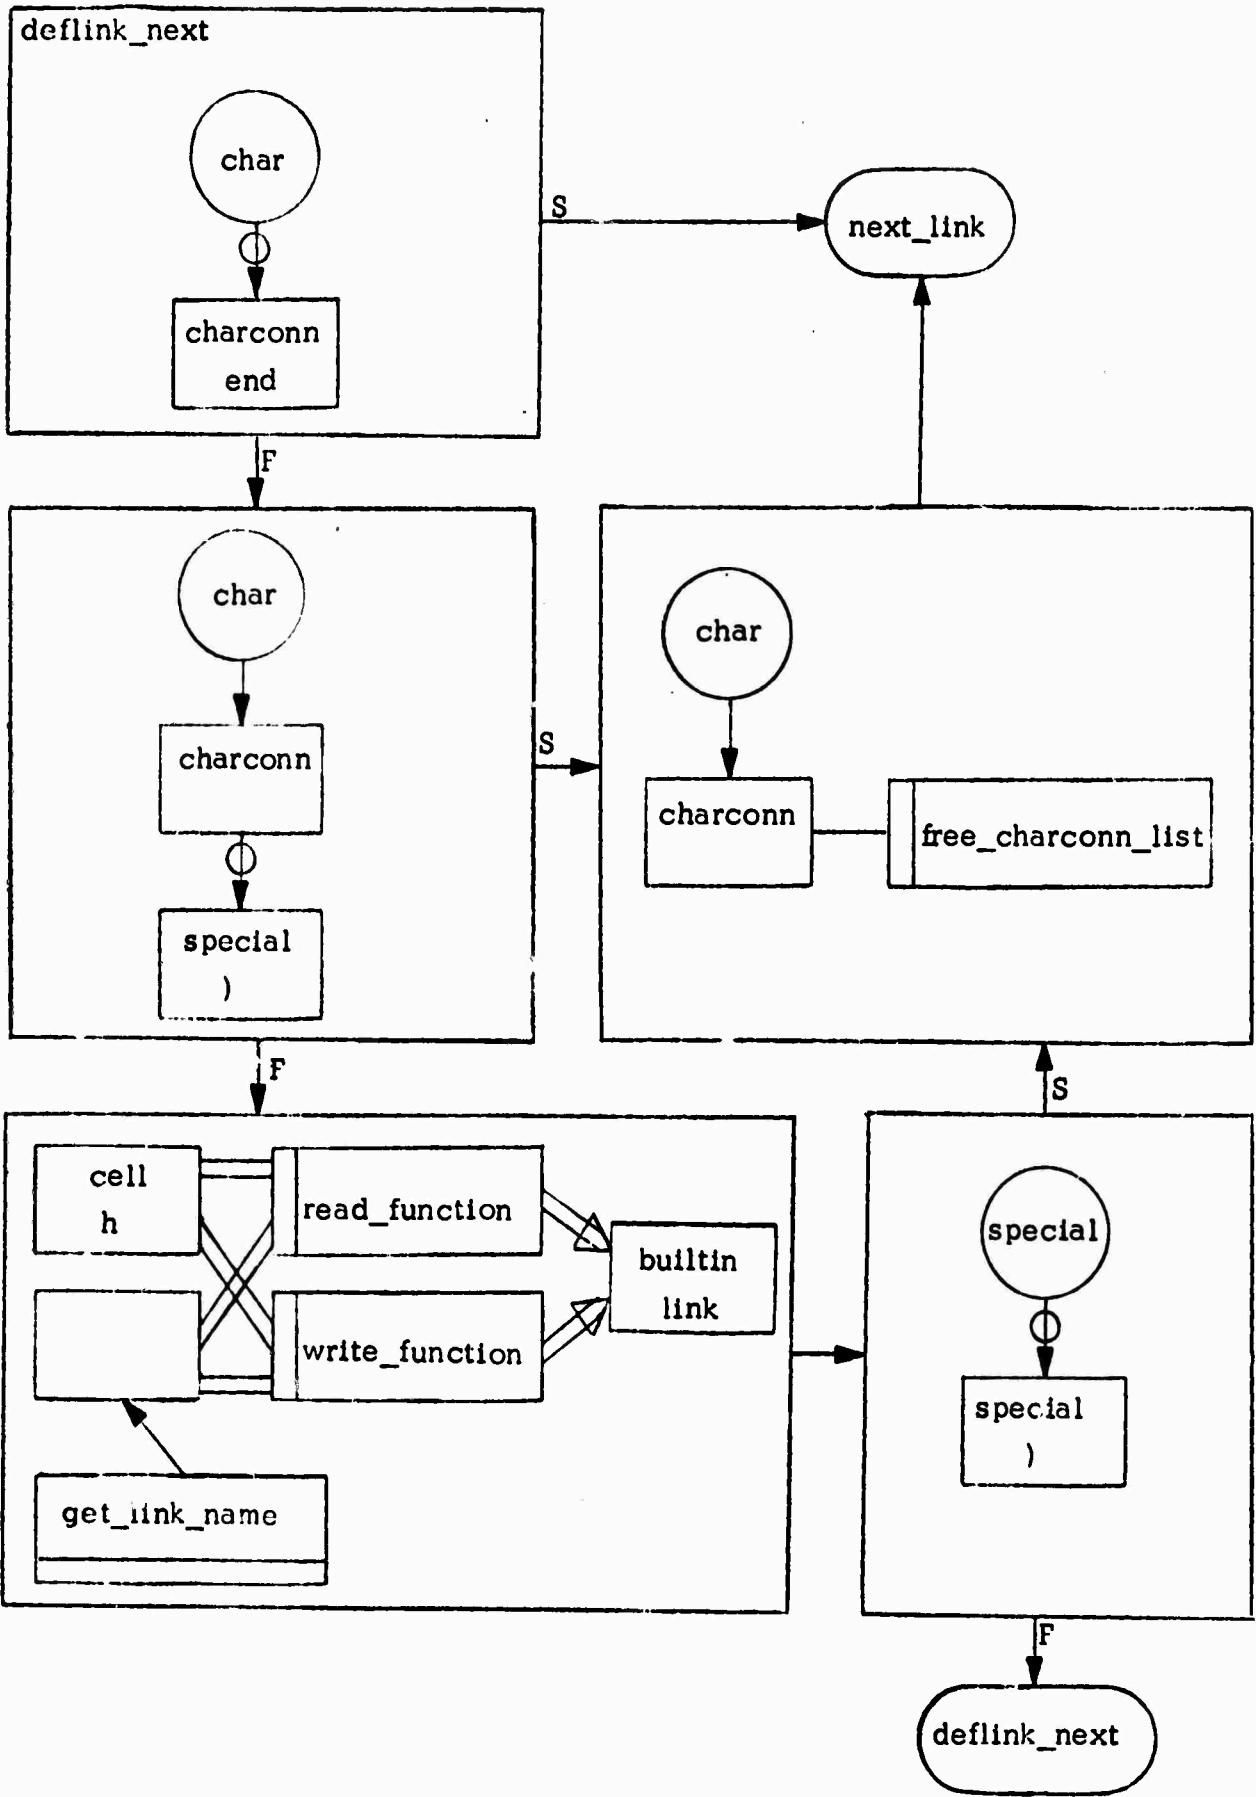 deflink_next
char
S
next_link
charconn
end
F
char
char
charconn
S
charconn
free_charconn_list
special
)
F
S
cell
h
read_function
special
builtin
link
write_function
special
)
get_link_name
F
deflink_next